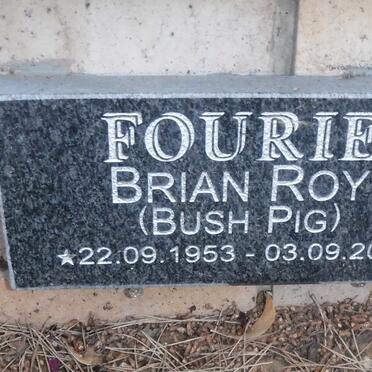 FOURIE
BRIAN ROY
(BUSH PIG)
★22.09.1953 - 03.09.20